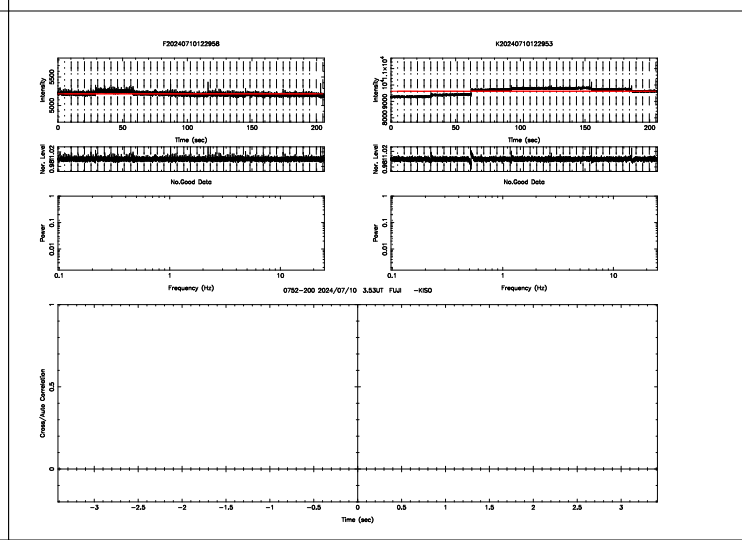 F20240710122958
K20240710122953
Intensity
5000
5500
0
50
100
150
200
Time (sec)
Intensity
8000
9000
10⁴
1.1×10⁴
0
50
100
150
200
Time (sec)
Nor. Level
0.98
1
1.02
No.Good Data
Nor. Level
0.98
1
1.02
No.Good Data
Power
1
0.1
0.01
0.1
1
10
Frequency (Hz)
Power
1
0.1
0.01
0.1
1
10
Frequency (Hz)
0752-200 2024/07/10 3.53UT FUJI -KISO
Cross/Auto Correlation
1
0.5
0
-3
-2.5
-2
-1.5
-1
-0.5
0
0.5
1
1.5
2
2.5
3
Time (sec)